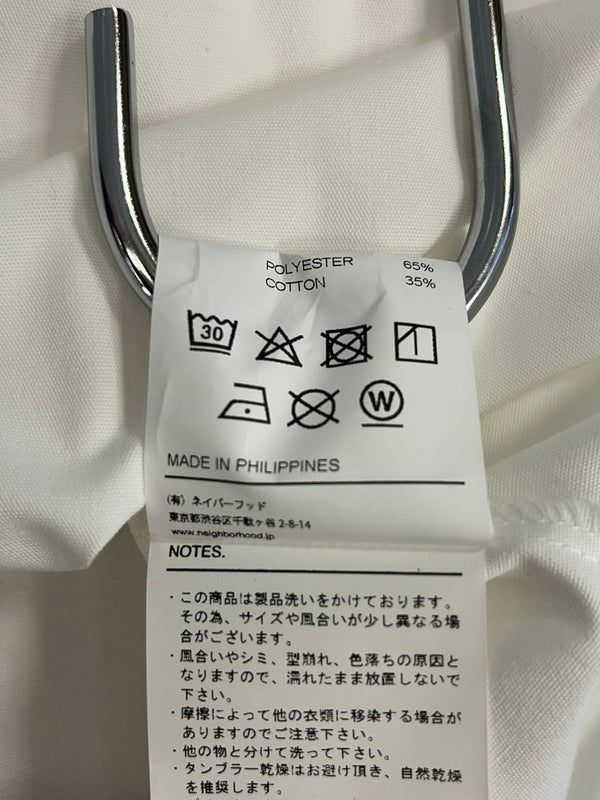 POLYESTER 65%
COTTON 35%
30
W
MADE IN PHILIPPINES
(有) ネイバーフッド
東京都渋谷区千駄ヶ谷 2-8-14
www.neighborhood.jp
NOTES.
・この商品は製品洗いをかけております。
その為、サイズや風合いが少し異なる場
合がございます。
・風合いやシミ、型崩れ、色落ちの原因と
なりますので、濡れたまま放置しないで
下さい。
・摩擦によって他の衣類に移染する場合が
ありますのでご注意下さい。
・他の物と分けて洗って下さい。
・タンブラー乾燥はお避け頂き、自然乾燥
を推奨します。